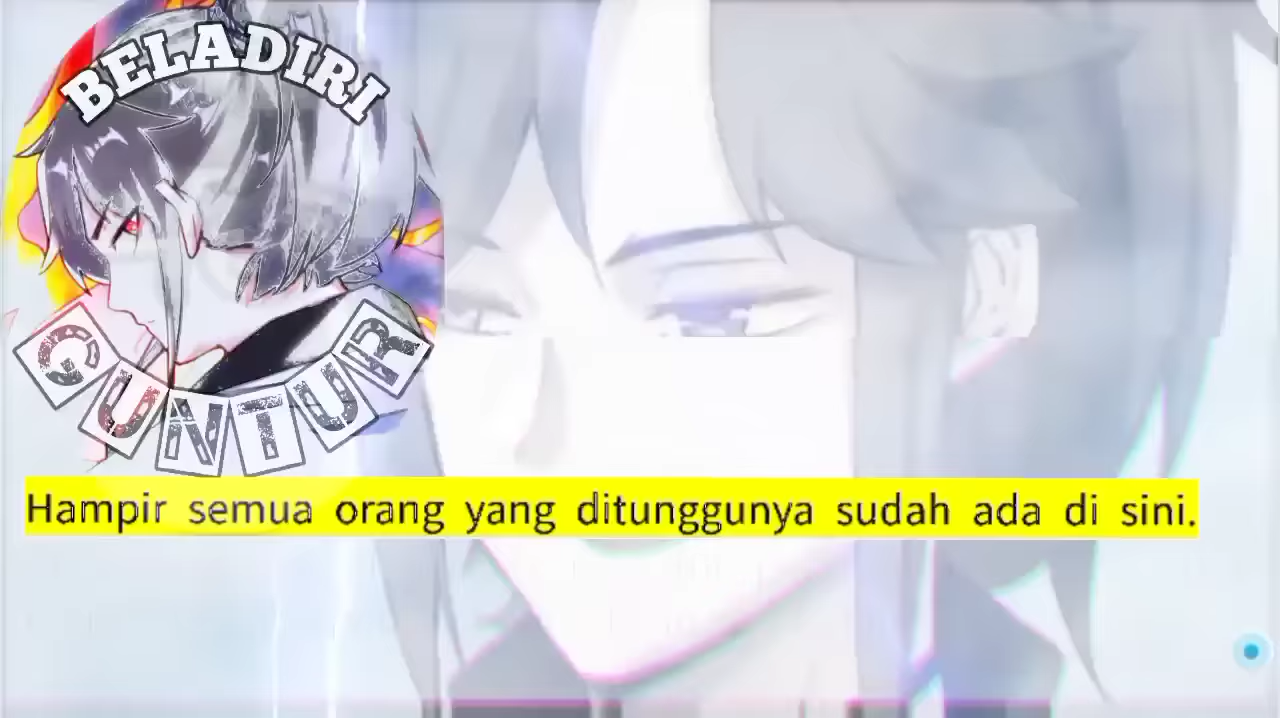 BELADIRI
GUNTUR
Hampir semua orang yang ditunggunya sudah ada di sini.